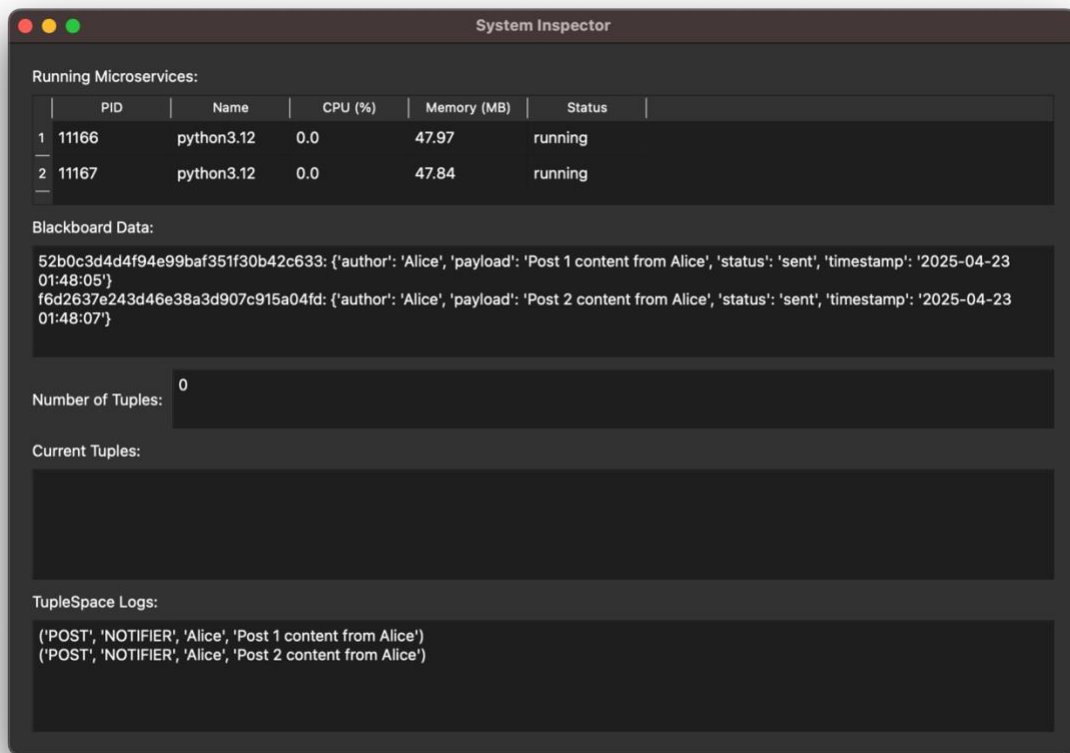 System Inspector
Running Microservices:
PID Name CPU (%) Memory (MB) Status
1 11166 python3.12 0.0 47.97 running
2 11167 python3.12 0.0 47.84 running
Blackboard Data:
52b0c3d4d4f94e99baf351f30b42c633: {'author': 'Alice', 'payload': 'Post 1 content from Alice', 'status': 'sent', 'timestamp': '2025-04-23
01:48:05'}
f6d2637e243d46e38a3d907c915a04fd: {'author': 'Alice', 'payload': 'Post 2 content from Alice', 'status': 'sent', 'timestamp': '2025-04-23
01:48:07'}
Number of Tuples: 0
Current Tuples:
TupleSpace Logs:
('POST', 'NOTIFIER', 'Alice', 'Post 1 content from Alice')
('POST', 'NOTIFIER', 'Alice', 'Post 2 content from Alice')